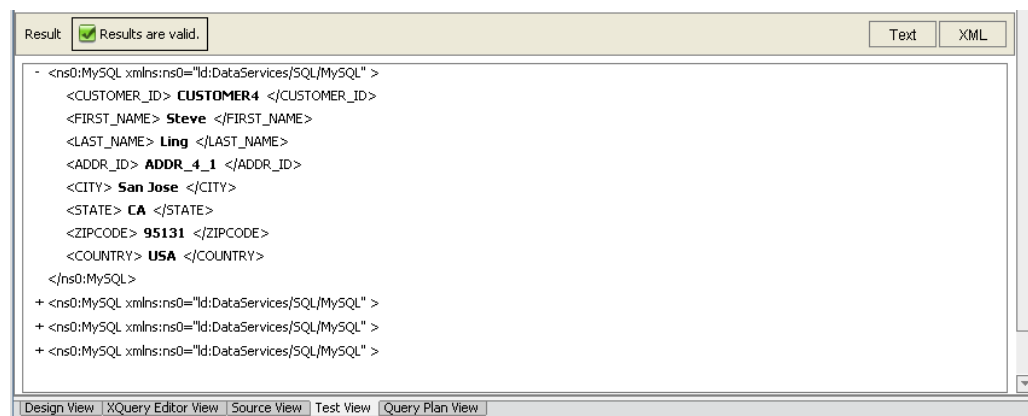 Result Results are valid. Text XML
- <ns0:MySQL xmlns:ns0="ld:DataServices/SQL/MySQL" >
<CUSTOMER_ID> CUSTOMER4 </CUSTOMER_ID>
<FIRST_NAME> Steve </FIRST_NAME>
<LAST_NAME> Ling </LAST_NAME>
<ADDR_ID> ADDR_4_1 </ADDR_ID>
<CITY> San Jose </CITY>
<STATE> CA </STATE>
<ZIPCODE> 95131 </ZIPCODE>
<COUNTRY> USA </COUNTRY>
</ns0:MySQL>
+ <ns0:MySQL xmlns:ns0="ld:DataServices/SQL/MySQL" >
+ <ns0:MySQL xmlns:ns0="ld:DataServices/SQL/MySQL" >
+ <ns0:MySQL xmlns:ns0="ld:DataServices/SQL/MySQL" >
Design View XQuery Editor View Source View Test View Query Plan View